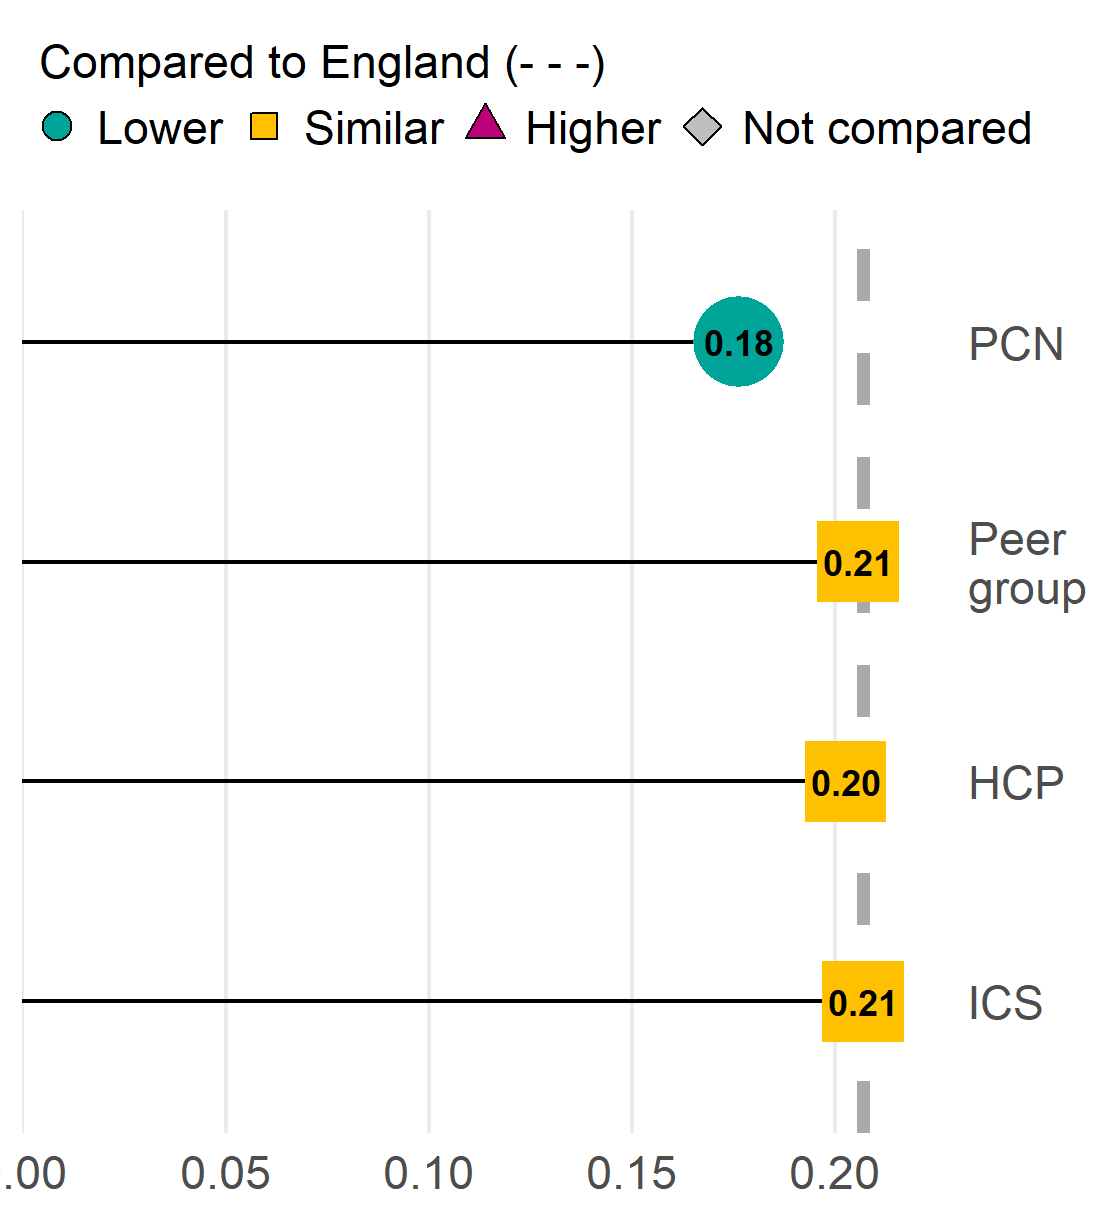 Compared to England (- - -)
Lower Similar Higher Not compared
0.18 PCN
Peer
0.21
group
0.20 HCP
0.21 ICS
.00 0.05 0.10 0.15 0.20